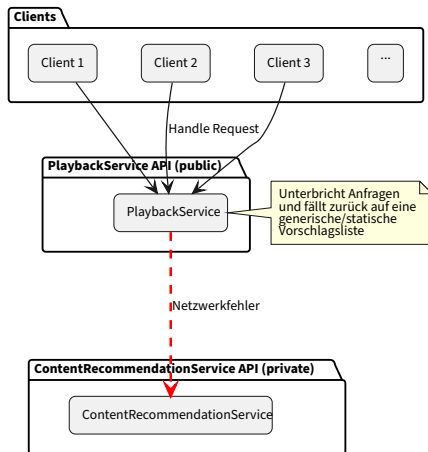 Clients
Client 1
Client 2
Client 3
...
Handle Request
PlaybackService API (public)
PlaybackService
Unterbricht Anfragen
und fällt zurück auf eine
generische/statische
Vorschlagsliste
Netzwerkfehler
ContentRecommendationService API (private)
ContentRecommendationService